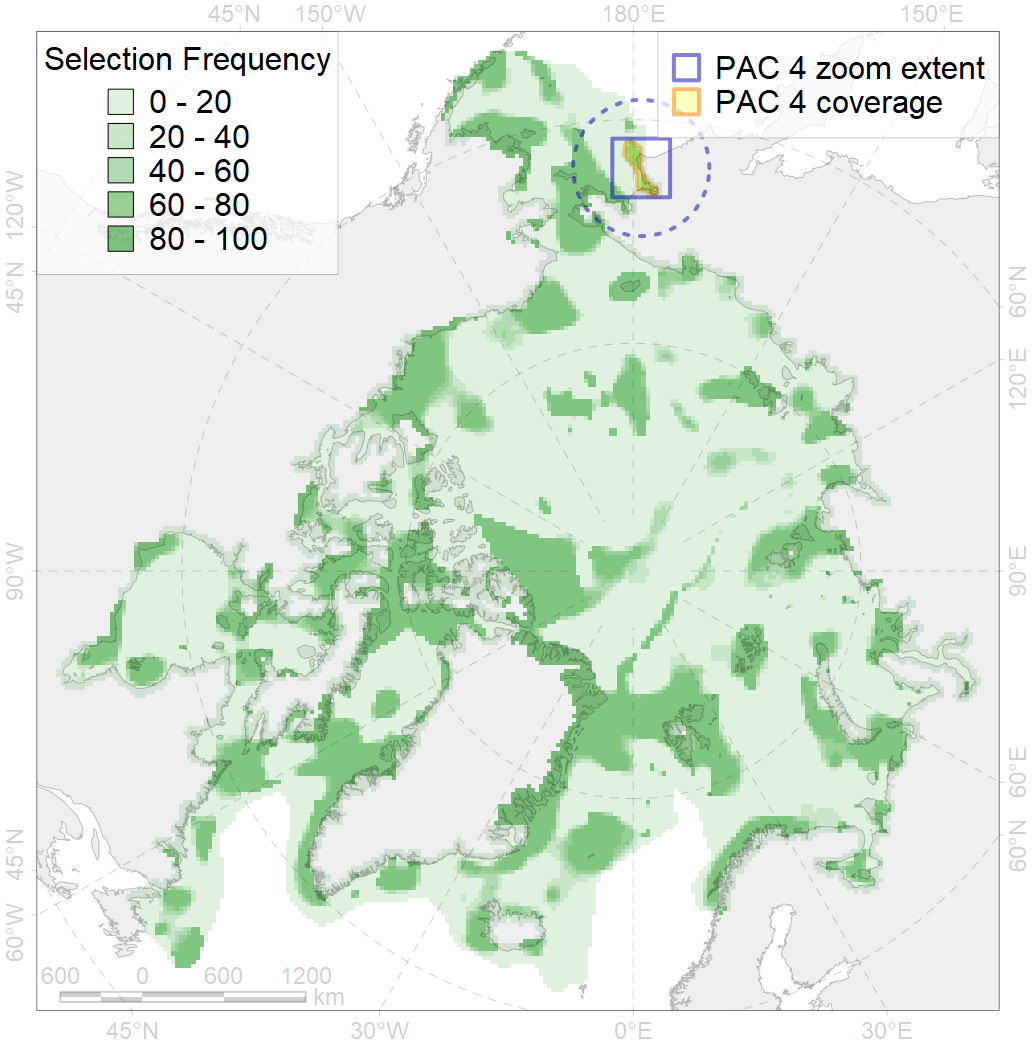 45°N 150°W 180°E 150°E
Selection Frequency
0 - 20
20 - 40
40 - 60
60 - 80
80 - 100
PAC 4 zoom extent
PAC 4 coverage
120°W
45°N
90°W
45°N
60°W
60°N
120°E
90°E
60°E
60°N
600 0 600 1200
km
45°W 30°W 0°E 30°E